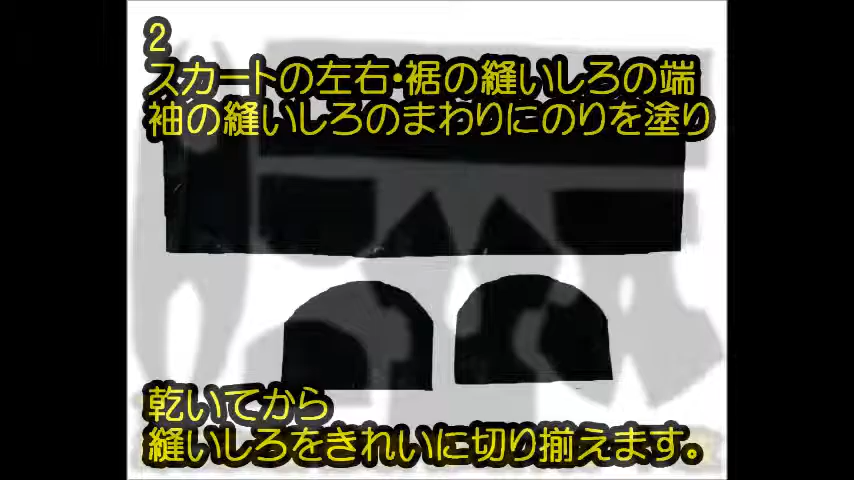 2
スカートの左右・裾の縫いしろの端
袖の縫いしろのまわりにのりを塗り
乾いてから
縫いしろをきれいに切り揃えます。